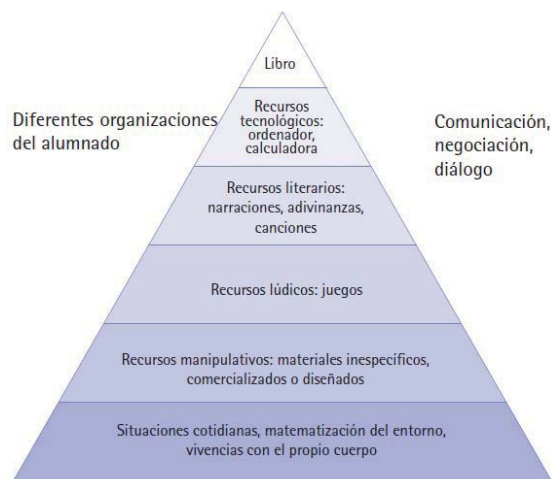 Libro
Diferentes organizaciones
del alumnado
Recursos
tecnológicos:
ordenador,
calculadora
Comunicación,
negociación,
diálogo
Recursos literarios:
narraciones, adivinanzas,
canciones
Recursos lúdicos: juegos
Recursos manipulativos: materiales inespecíficos,
comercializados o diseñados
Situaciones cotidianas, matematización del entorno,
vivencias con el propio cuerpo